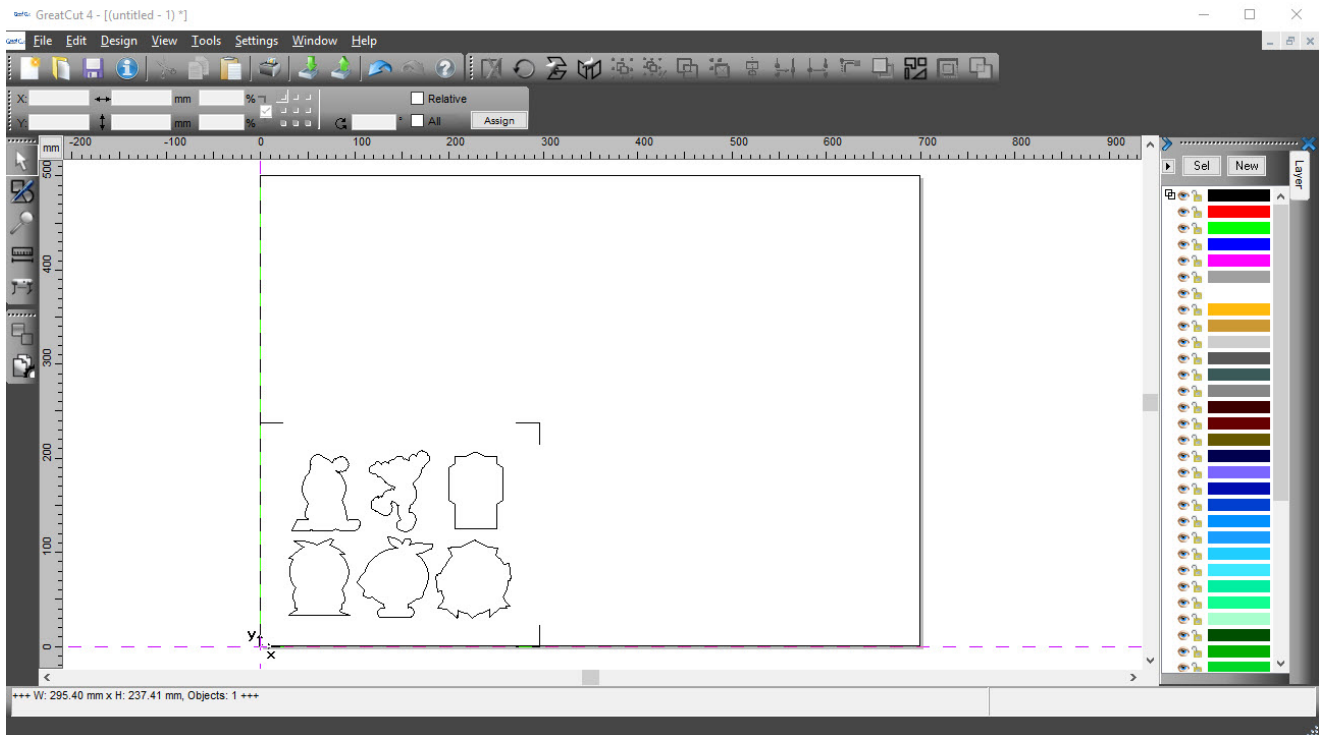 GreatCut 4 - [(untitled - 1) *]
File Edit Design View Tools Settings Window Help
X: mm % Relative
Y: mm % ° All Assign
mm -200 -100 0 100 200 300 400 500 600 700 800 900
Sel New
Layer
500
400
300
200
100
0
y
x
+++ W: 295.40 mm x H: 237.41 mm, Objects: 1 +++